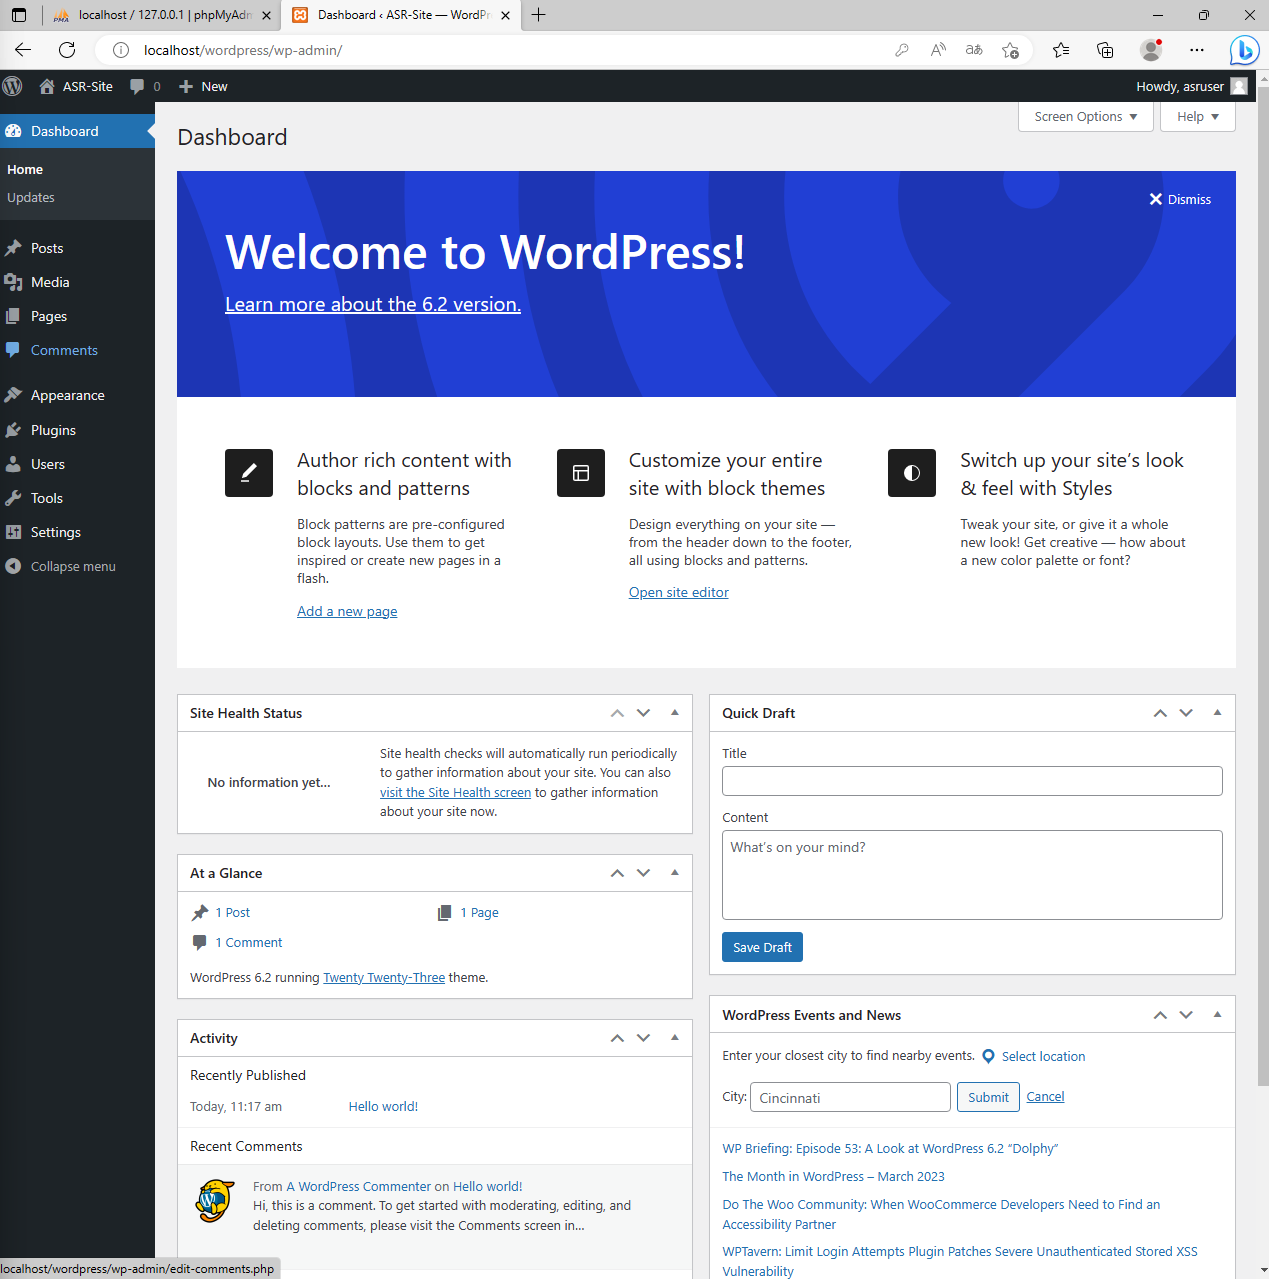 localhost / 127.0.0.1 | phpMyAdm
Dashboard ‹ ASR-Site — WordPr
localhost/wordpress/wp-admin/
ASR-Site
0
New
Howdy, asruser
Dashboard
Home
Updates
Posts
Media
Pages
Comments
Appearance
Plugins
Users
Tools
Settings
Collapse menu
Screen Options
Help
Dashboard
Dismiss
Welcome to WordPress!
Learn more about the 6.2 version.
Author rich content with
blocks and patterns
Block patterns are pre-configured
block layouts. Use them to get
inspired or create new pages in a
flash.
Add a new page
Customize your entire
site with block themes
Design everything on your site —
from the header down to the footer,
all using blocks and patterns.
Open site editor
Switch up your site’s look
& feel with Styles
Tweak your site, or give it a whole
new look! Get creative — how about
a new color palette or font?
Site Health Status
No information yet...
Site health checks will automatically run periodically
to gather information about your site. You can also
visit the Site Health screen to gather information
about your site now.
At a Glance
1 Post
1 Page
1 Comment
WordPress 6.2 running Twenty Twenty-Three theme.
Activity
Recently Published
Today, 11:17 am
Hello world!
Recent Comments
From A WordPress Commenter on Hello world!
Hi, this is a comment. To get started with moderating, editing, and
deleting comments, please visit the Comments screen in…
Quick Draft
Title
Content
What’s on your mind?
Save Draft
WordPress Events and News
Enter your closest city to find nearby events.
Select location
City:
Cincinnati
Submit
Cancel
WP Briefing: Episode 53: A Look at WordPress 6.2 “Dolphy”
The Month in WordPress – March 2023
Do The Woo Community: When WooCommerce Developers Need to Find an
Accessibility Partner
WPTavern: Limit Login Attempts Plugin Patches Severe Unauthenticated Stored XSS
Vulnerability
localhost/wordpress/wp-admin/edit-comments.php